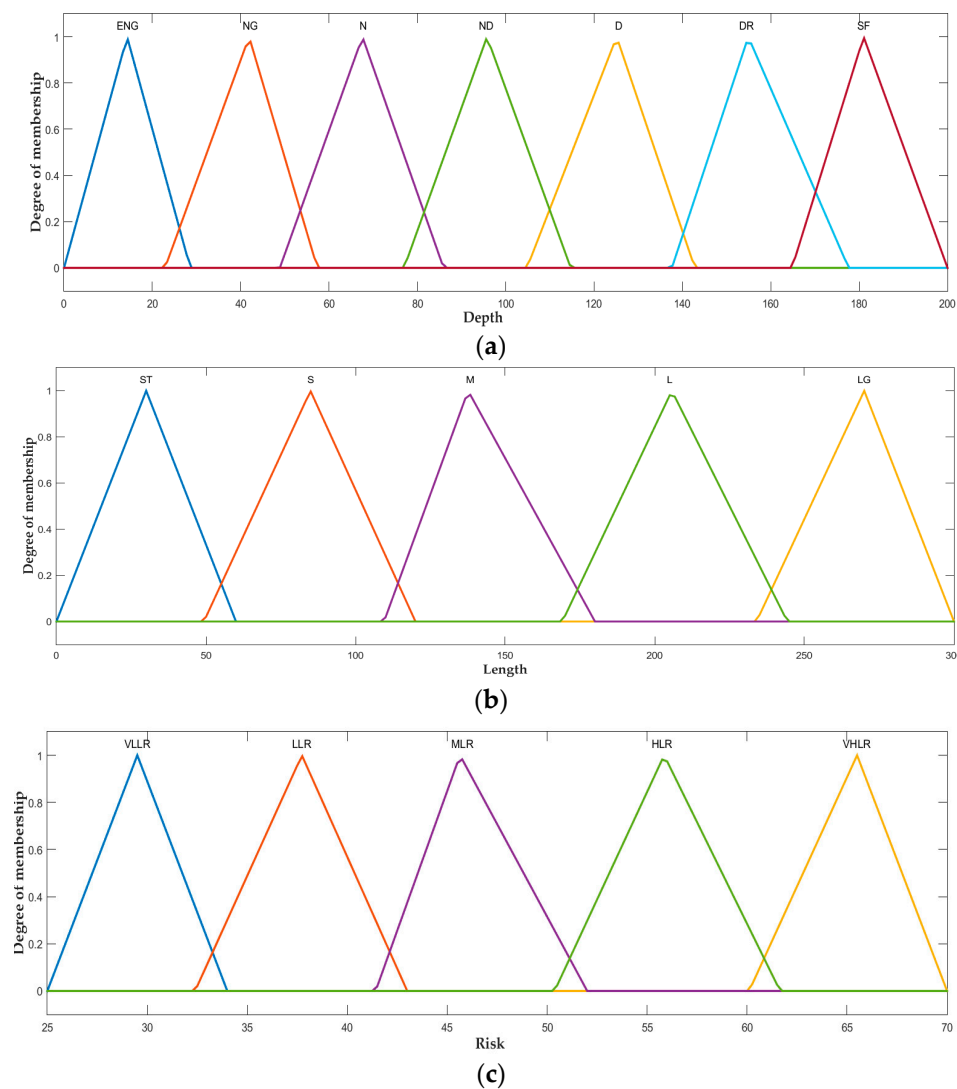 ENG NG N ND D DR SF
1
0.8
0.6
0.4
0.2
0
Degree of membership
0 20 40 60 80 100 120 140 160 180 200
Depth
(a)
ST S M L LG
1
0.8
0.6
0.4
0.2
0
Degree of membership
0 50 100 150 200 250 30
Length
(b)
VLLR LLR MLR HLR VHLR
1
0.8
0.6
0.4
0.2
0
Degree of membership
25 30 35 40 45 50 55 60 65 70
Risk
(c)